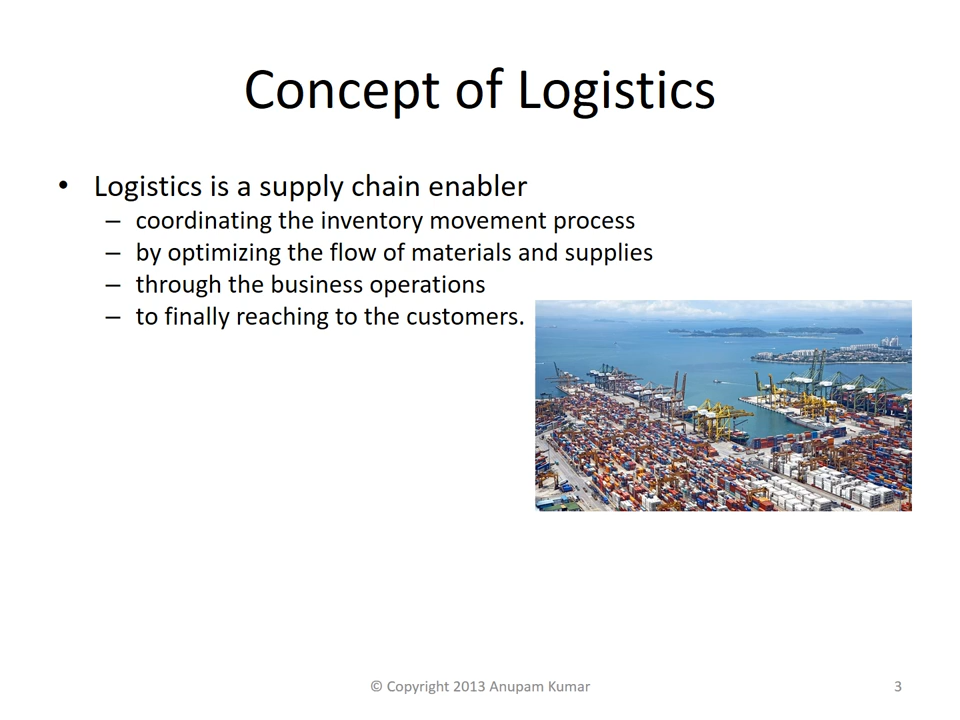 Concept of Logistics
• Logistics is a supply chain enabler
– coordinating the inventory movement process
– by optimizing the flow of materials and supplies
– through the business operations
– to finally reaching to the customers.
© Copyright 2013 Anupam Kumar
3